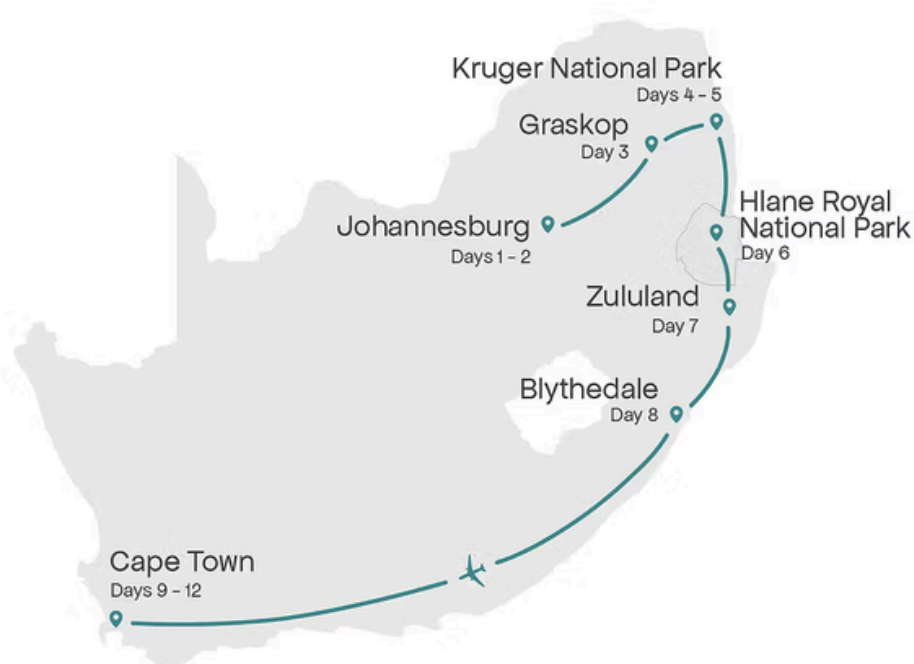 Kruger National Park
Days 4 – 5
Graskop
Day 3
Hlane Royal
National Park
Day 6
Johannesburg
Days 1 – 2
Zululand
Day 7
Blythedale
Day 8
Cape Town
Days 9 – 12